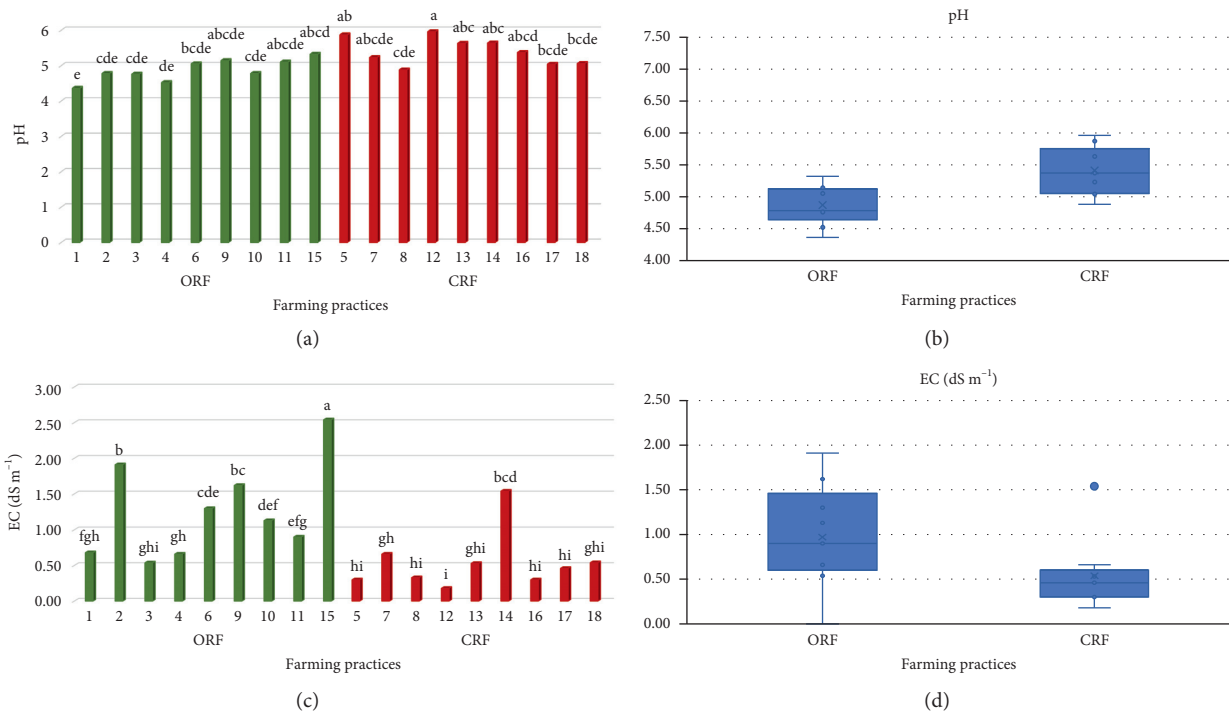 6
5
4
3
2
1
0
pH
e
cde
cde
de
bcde
abcde
cde
abcde
abcd
ab
abcde
cde
a
abc
abc
abcd
bcde
bcde
1 2 3 4 6 9 10 11 15 5 7 8 12 13 14 16 17 18
ORF CRF
Farming practices
(a)
pH
7.50
7.00
6.50
6.00
5.50
5.00
4.50
4.00
ORF CRF
Farming practices
(b)
3.00
2.50
2.00
1.50
1.00
0.50
0.00
EC (dS m⁻¹)
fgh
b
ghi
gh
cde
bc
def
efg
a
hi
gh
hi
i
ghi
bcd
hi
hi
ghi
1 2 3 4 6 9 10 11 15 5 7 8 12 13 14 16 17 18
ORF CRF
Farming practices
(c)
EC (dS m⁻¹)
2.50
2.00
1.50
1.00
0.50
0.00
ORF CRF
Farming practices
(d)